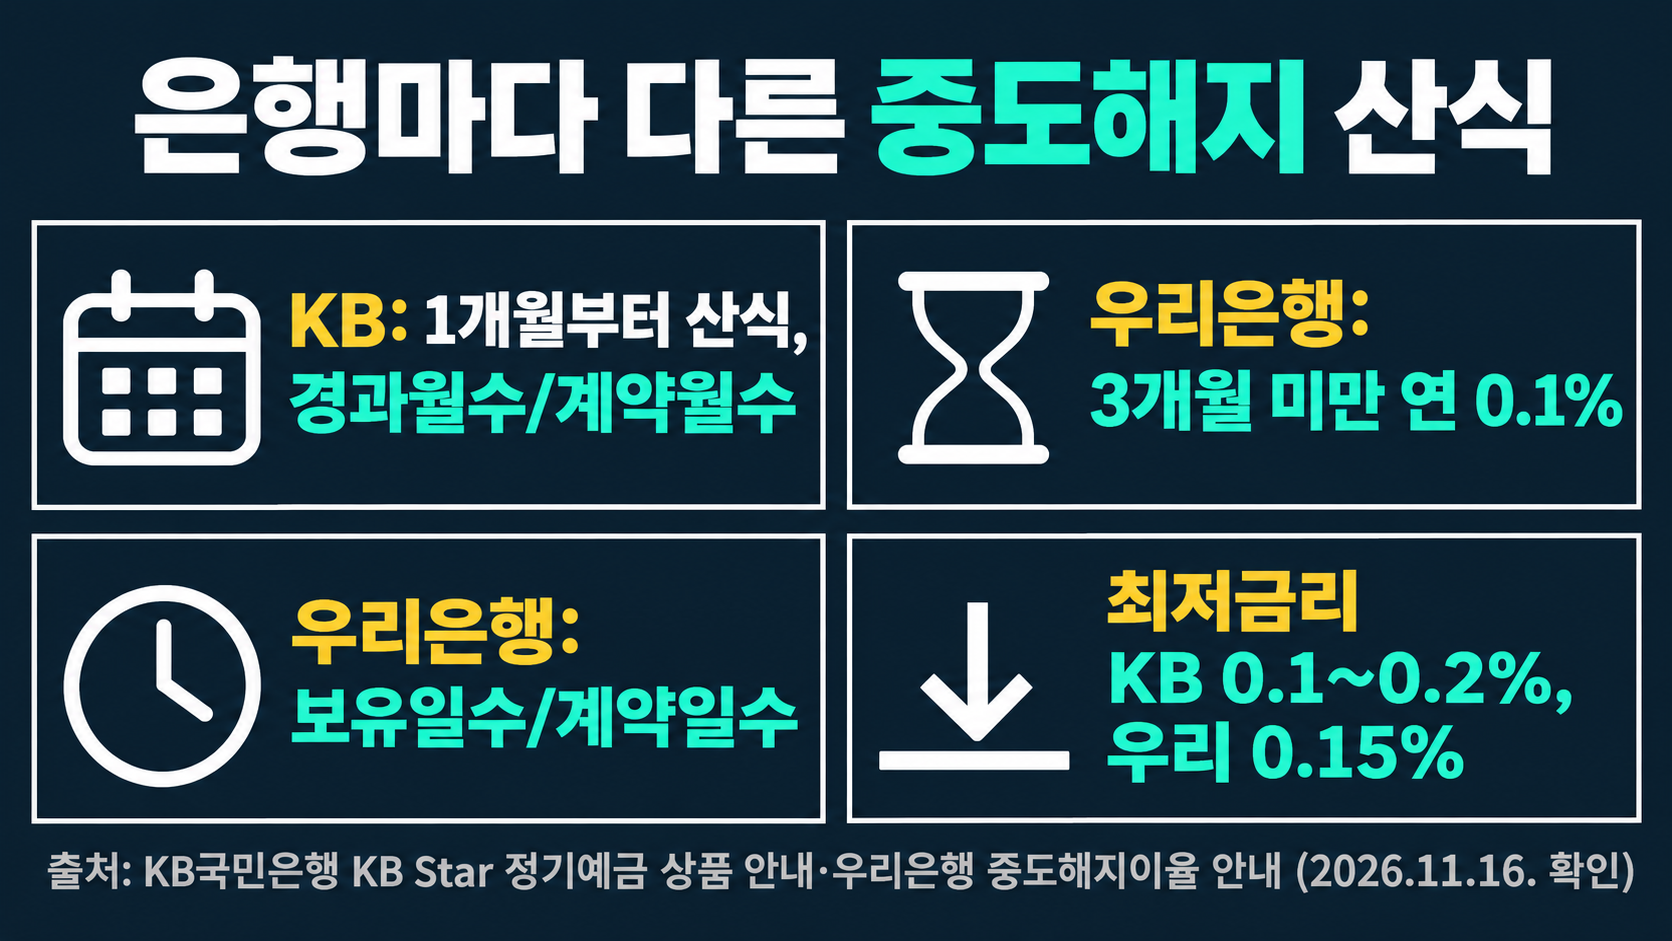 은행마다 다른 중도해지 산식
KB: 1개월부터 산식,
경과월수/계약월수
우리은행:
3개월 미만 연 0.1%
우리은행:
보유일수/계약일수
최저금리
KB 0.1~0.2%,
우리 0.15%
출처: KB국민은행 KB Star 정기예금 상품 안내·우리은행 중도해지이율 안내 (2026.11.16. 확인)